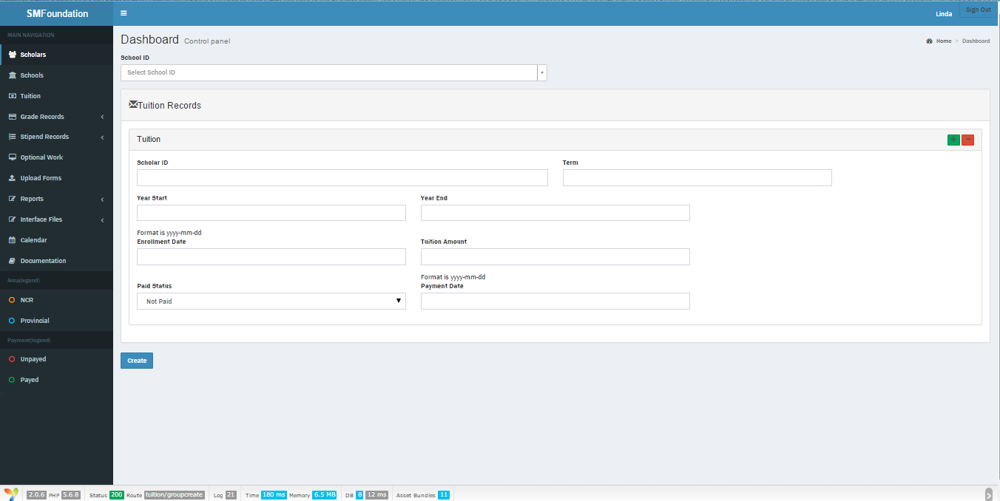 SMFoundation
Linda
Sign Out
MAIN NAVIGATION
Scholars
Schools
Tuition
Grade Records
Stipend Records
Optional Work
Upload Forms
Reports
Interface Files
Calendar
Documentation
Area(legend)
NCR
Provincial
Payment(legend)
Unpayed
Payed
Dashboard Control panel
Home > Dashboard
School ID
Select School ID
Tuition Records
Tuition
Scholar ID
Term
Year Start
Year End
Format is yyyy-mm-dd
Enrollment Date
Tuition Amount
Format is yyyy-mm-dd
Paid Status
Payment Date
Not Paid
Create
2.0.6 PHP 5.6.8 Status 200 Route tuition/groupcreate Log 21 Time 180 ms Memory 6.5 MB DB 8 12 ms Asset Bundles 11